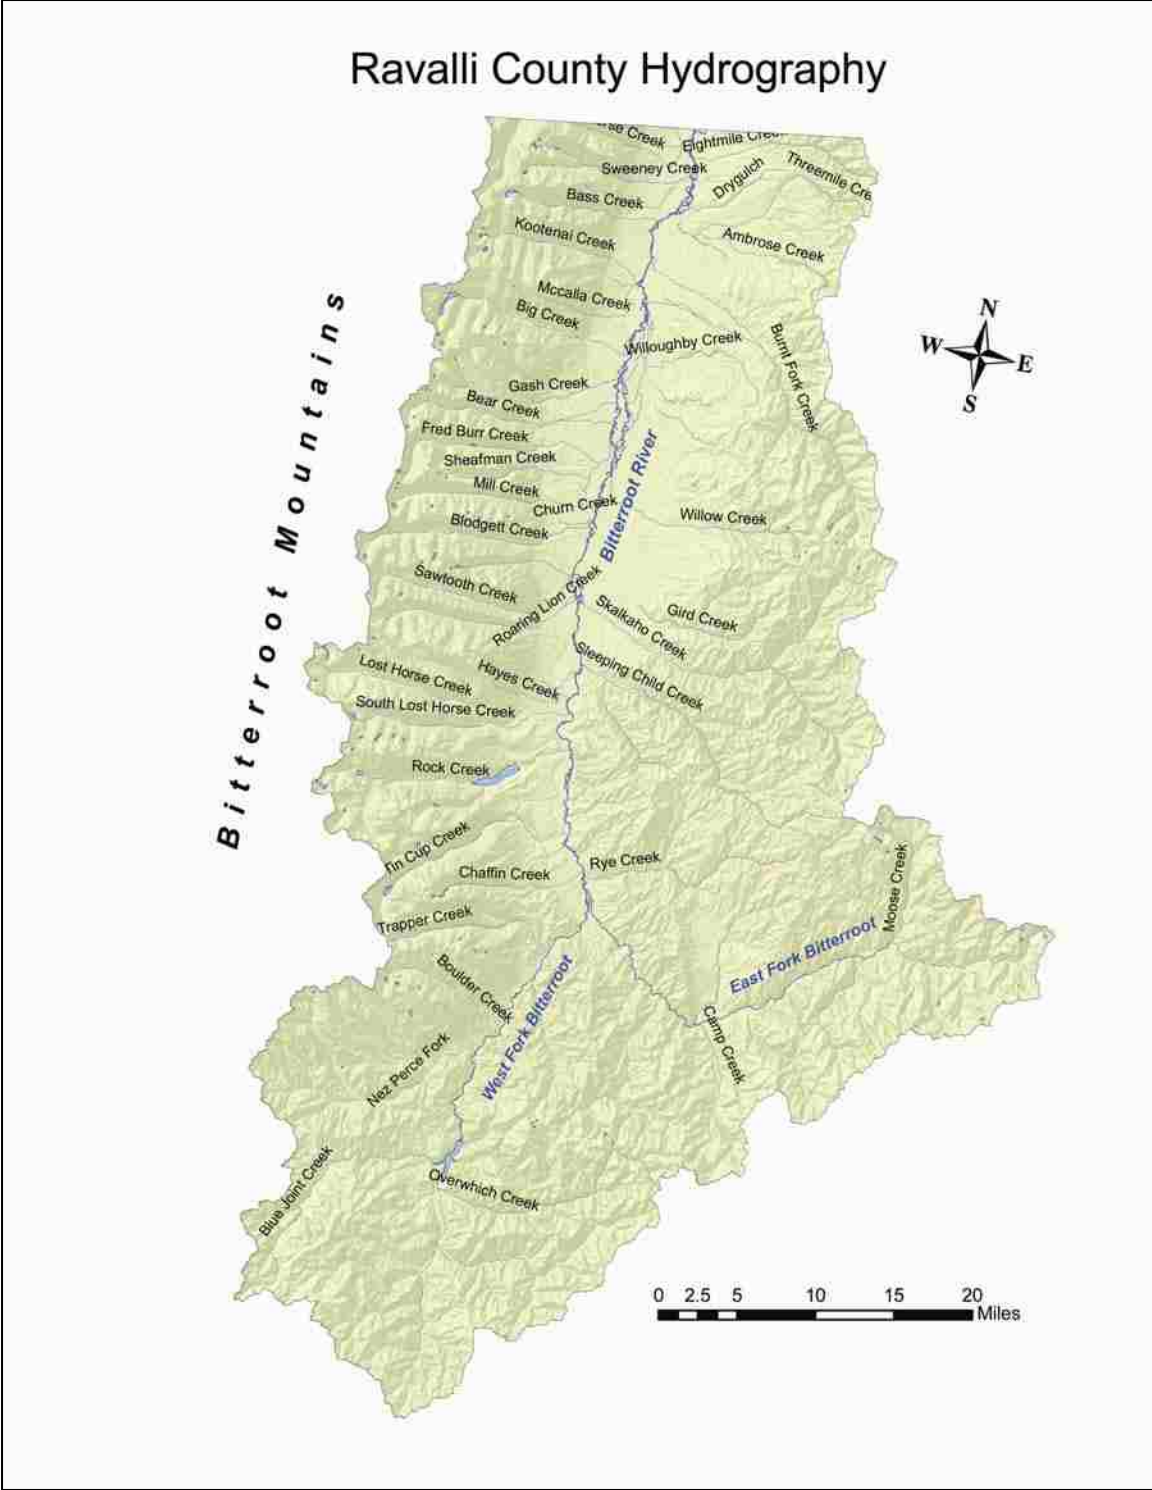 Ravalli County Hydrography
Creek
Eightmile
Sweeney Creek
Drygulch
Threemile Cre
Bass Creek
Kootenai Creek
Ambrose Creek
Mccalla Creek
Big Creek
Willoughby Creek
Burnt Fork Creek
N
W
E
S
Gash Creek
Bear Creek
Fred Burr Creek
Sheafman Creek
Mill Creek
Churn Creek
Blodgett Creek
Bitterroot River
Willow Creek
Bitterroot Mountains
Sawtooth Creek
Roaring Lion Creek
Skalkaho Creek
Gird Creek
Sleeping Child Creek
Lost Horse Creek
Hayes Creek
South Lost Horse Creek
Rock Creek
Tin Cup Creek
Chaffin Creek
Rye Creek
Moose Creek
Trapper Creek
East Fork Bitterroot
Boulder Creek
West Fork Bitterroot
Camp Creek
Nez Perce Fork
Blue Joint Creek
Overwhich Creek
0 2.5 5 10 15 20
Miles